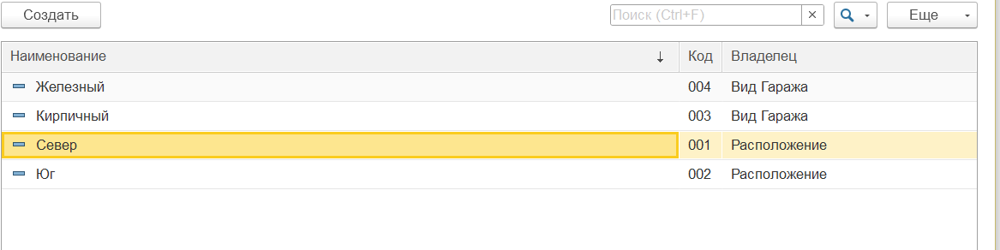 Создать Поиск (Ctrl+F) × Еще
Наименование ↓ Код Владелец
Железный 004 Вид Гаража
Кирпичный 003 Вид Гаража
Север 001 Расположение
Юг 002 Расположение